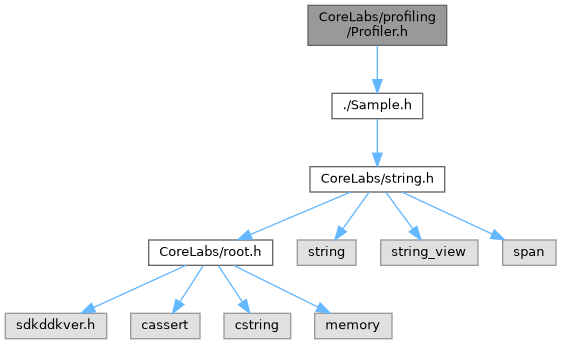 CoreLabs/profiling
/Profiler.h
./Sample.h
CoreLabs/string.h
CoreLabs/root.h
string
string_view
span
sdkddkver.h
cassert
cstring
memory